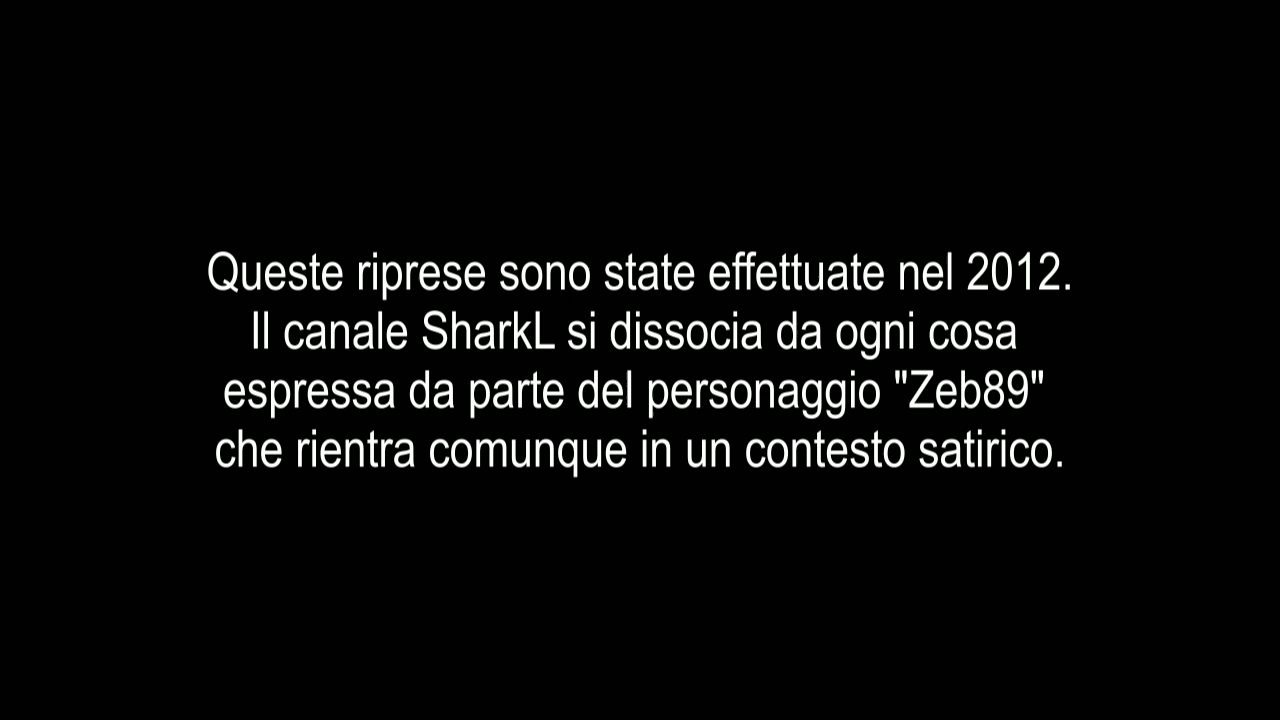 Queste riprese sono state effettuate nel 2012.
Il canale SharkL si dissocia da ogni cosa
espressa da parte del personaggio "Zeb89"
che rientra comunque in un contesto satirico.